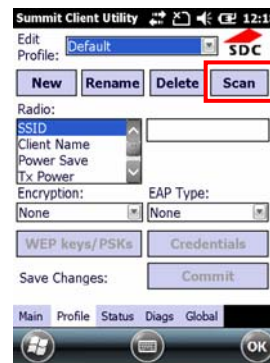 Summit Client Utility 12:1
Edit Profile: Default
SDC
New Rename Delete Scan
Radio:
SSID
Client Name
Power Save
Tx Power
Encryption: EAP Type:
None None
WEP keys/PSKs Credentials
Save Changes: Commit
Main Profile Status Diags Global
OK